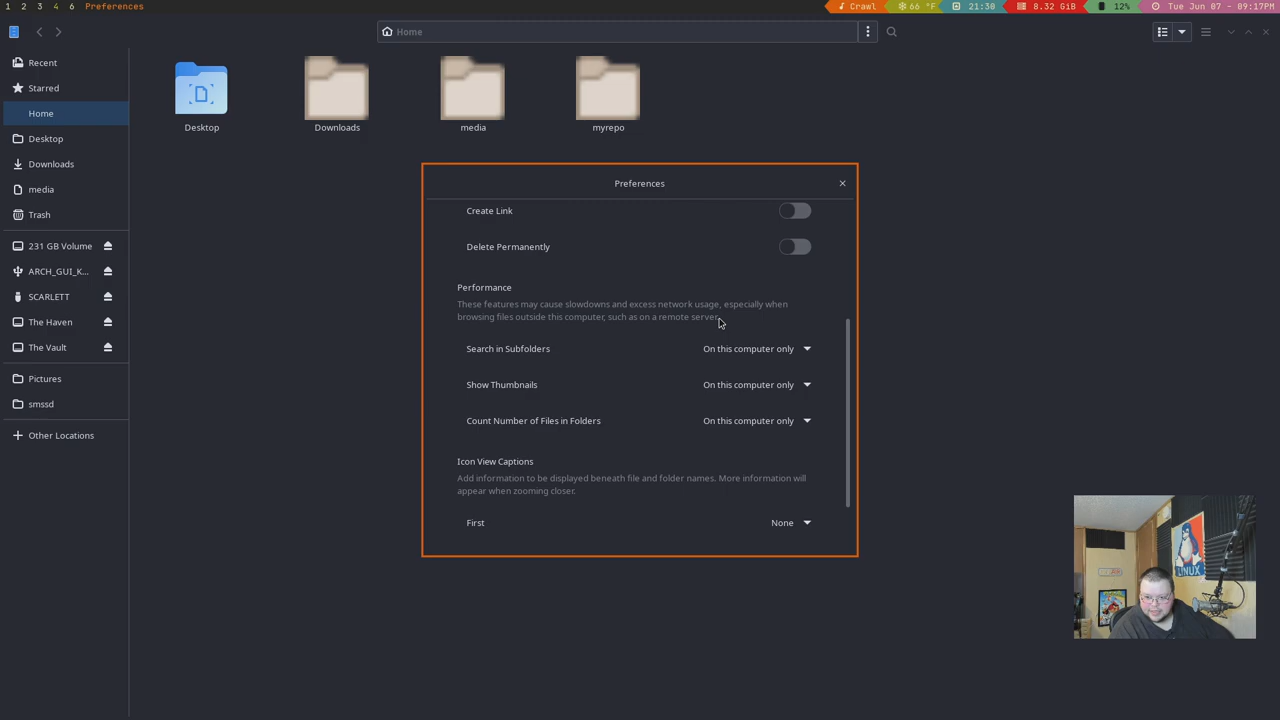 1 2 3 4 6 Preferences
Crawl 66 °F 21:30 8.32 GiB 12% Tue Jun 07 - 09:17PM
Home
Recent
Starred
Home
Desktop
Downloads
media
Trash
231 GB Volume
ARCH_GUI_K...
SCARLETT
The Haven
The Vault
Pictures
smssd
Other Locations
Desktop
Downloads
media
myrepo
Preferences
Create Link
Delete Permanently
Performance
These features may cause slowdowns and excess network usage, especially when
browsing files outside this computer, such as on a remote server.
Search in Subfolders On this computer only
Show Thumbnails On this computer only
Count Number of Files in Folders On this computer only
Icon View Captions
Add information to be displayed beneath file and folder names. More information will
appear when zooming closer.
First None
LINUX